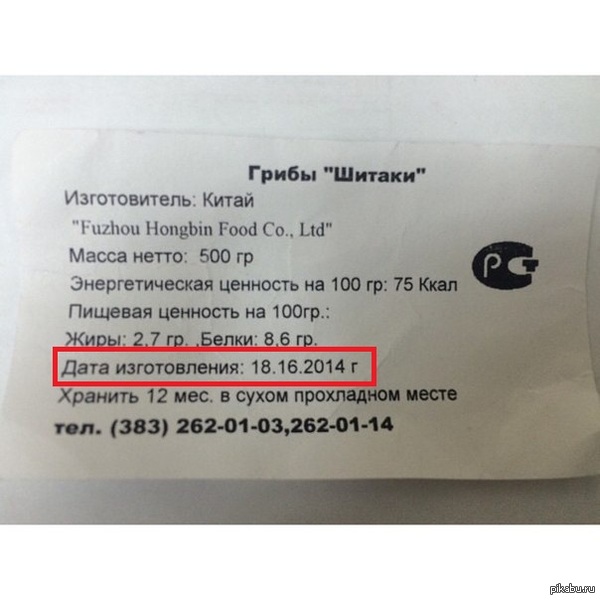 Грибы "Шитаки"
Изготовитель: Китай
"Fuzhou Hongbin Food Co., Ltd"
Масса нетто: 500 гр
Энергетическая ценность на 100 гр: 75 Ккал
Пищевая ценность на 100гр.:
Жиры: 2,7 гр. ,Белки: 8,6 гр.
Дата изготовления: 18.16.2014 г
Хранить 12 мес. в сухом прохладном месте
тел. (383) 262-01-03,262-01-14
РСТ
pikabu.ru